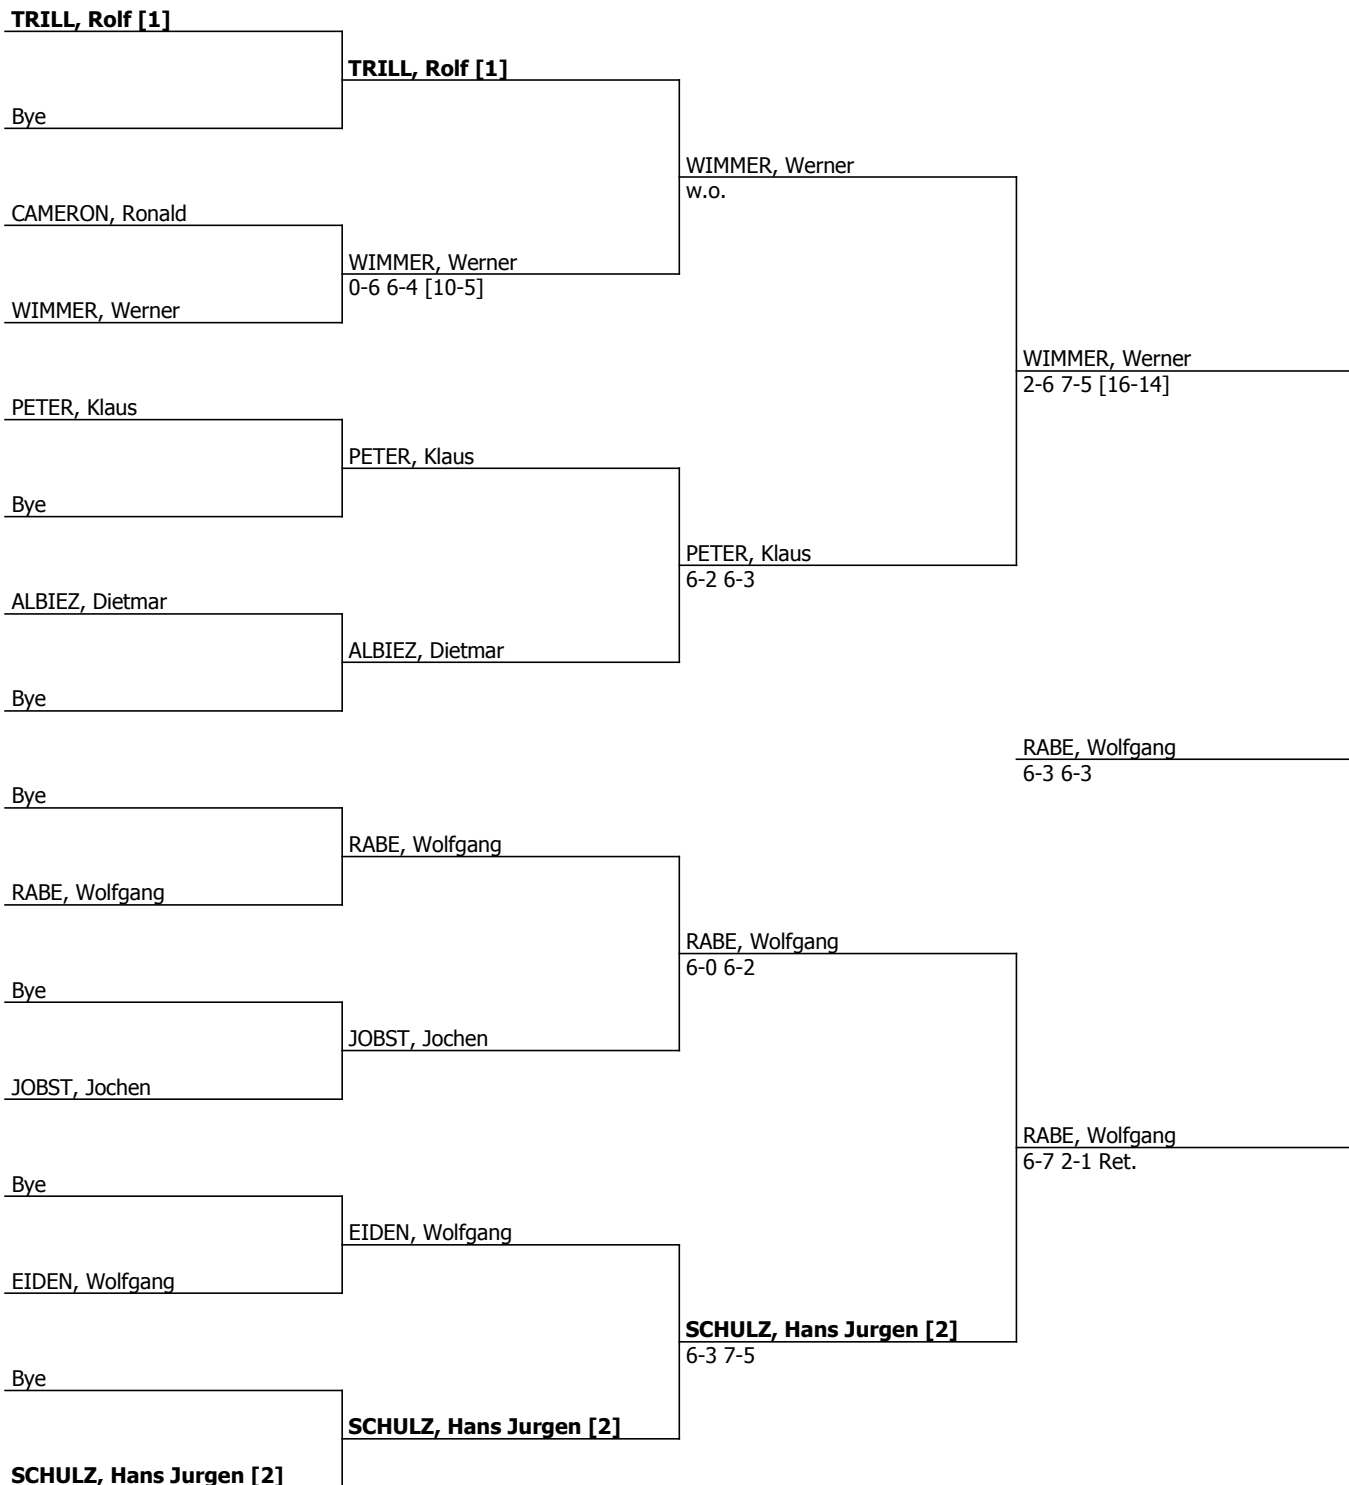 TRILL, Rolf [1]
TRILL, Rolf [1]
Bye
WIMMER, Werner
w.o.
CAMERON, Ronald
WIMMER, Werner
0-6 6-4 [10-5]
WIMMER, Werner
WIMMER, Werner
2-6 7-5 [16-14]
PETER, Klaus
PETER, Klaus
Bye
PETER, Klaus
6-2 6-3
ALBIEZ, Dietmar
ALBIEZ, Dietmar
Bye
RABE, Wolfgang
6-3 6-3
Bye
RABE, Wolfgang
RABE, Wolfgang
RABE, Wolfgang
6-0 6-2
Bye
JOBST, Jochen
JOBST, Jochen
RABE, Wolfgang
6-7 2-1 Ret.
Bye
EIDEN, Wolfgang
EIDEN, Wolfgang
SCHULZ, Hans Jurgen [2]
6-3 7-5
Bye
SCHULZ, Hans Jurgen [2]
SCHULZ, Hans Jurgen [2]